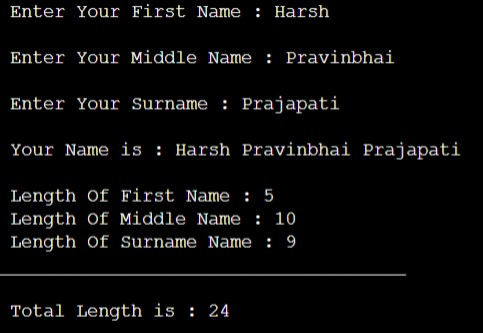 Enter Your First Name : Harsh
Enter Your Middle Name : Pravinbhai
Enter Your Surname : Prajapati
Your Name is : Harsh Pravinbhai Prajapati
Length Of First Name : 5
Length Of Middle Name : 10
Length Of Surname Name : 9
Total Length is : 24